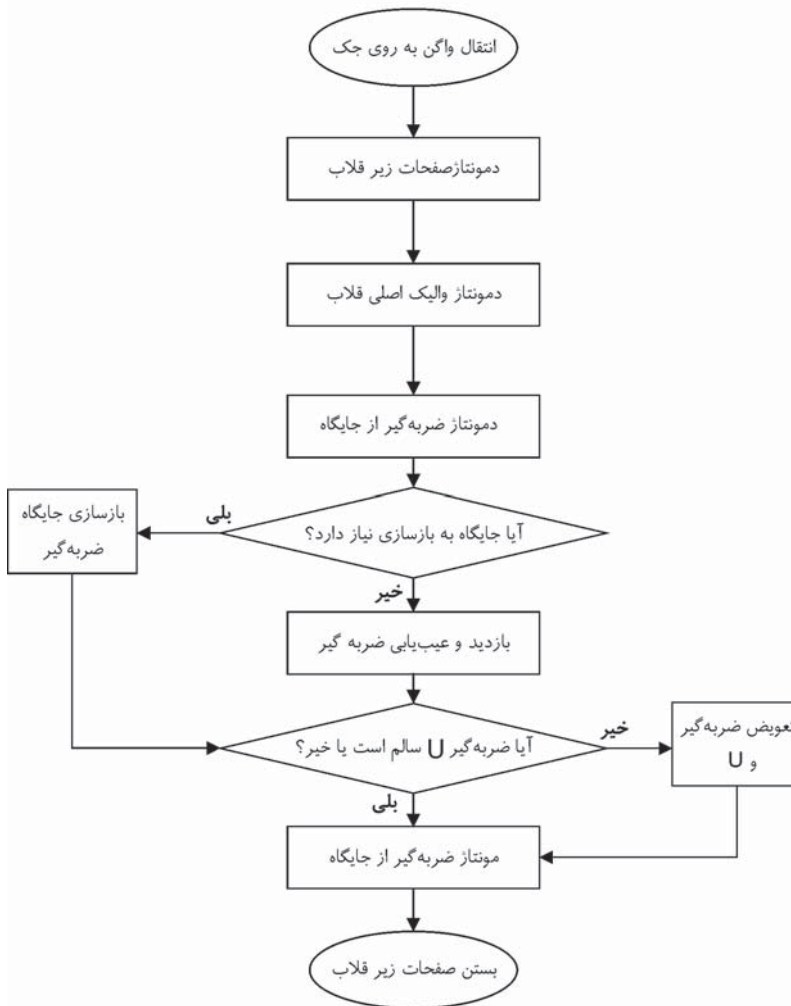 انتقال واگن به روی جک
دمونتاژصفحات زیر قلاب
دمونتاژ والیک اصلی قلاب
دمونتاژ ضربه‌گیر از جایگاه
آیا جایگاه به بازسازی نیاز دارد؟
بلی
بازسازی جایگاه
ضربه‌گیر
خیر
بازدید و عیب‌یابی ضربه گیر
آیا ضربه‌گیر U سالم است یا خیر؟
خیر
تعویض ضربه‌گیر
و U
بلی
مونتاژ ضربه‌گیر از جایگاه
بستن صفحات زیر قلاب